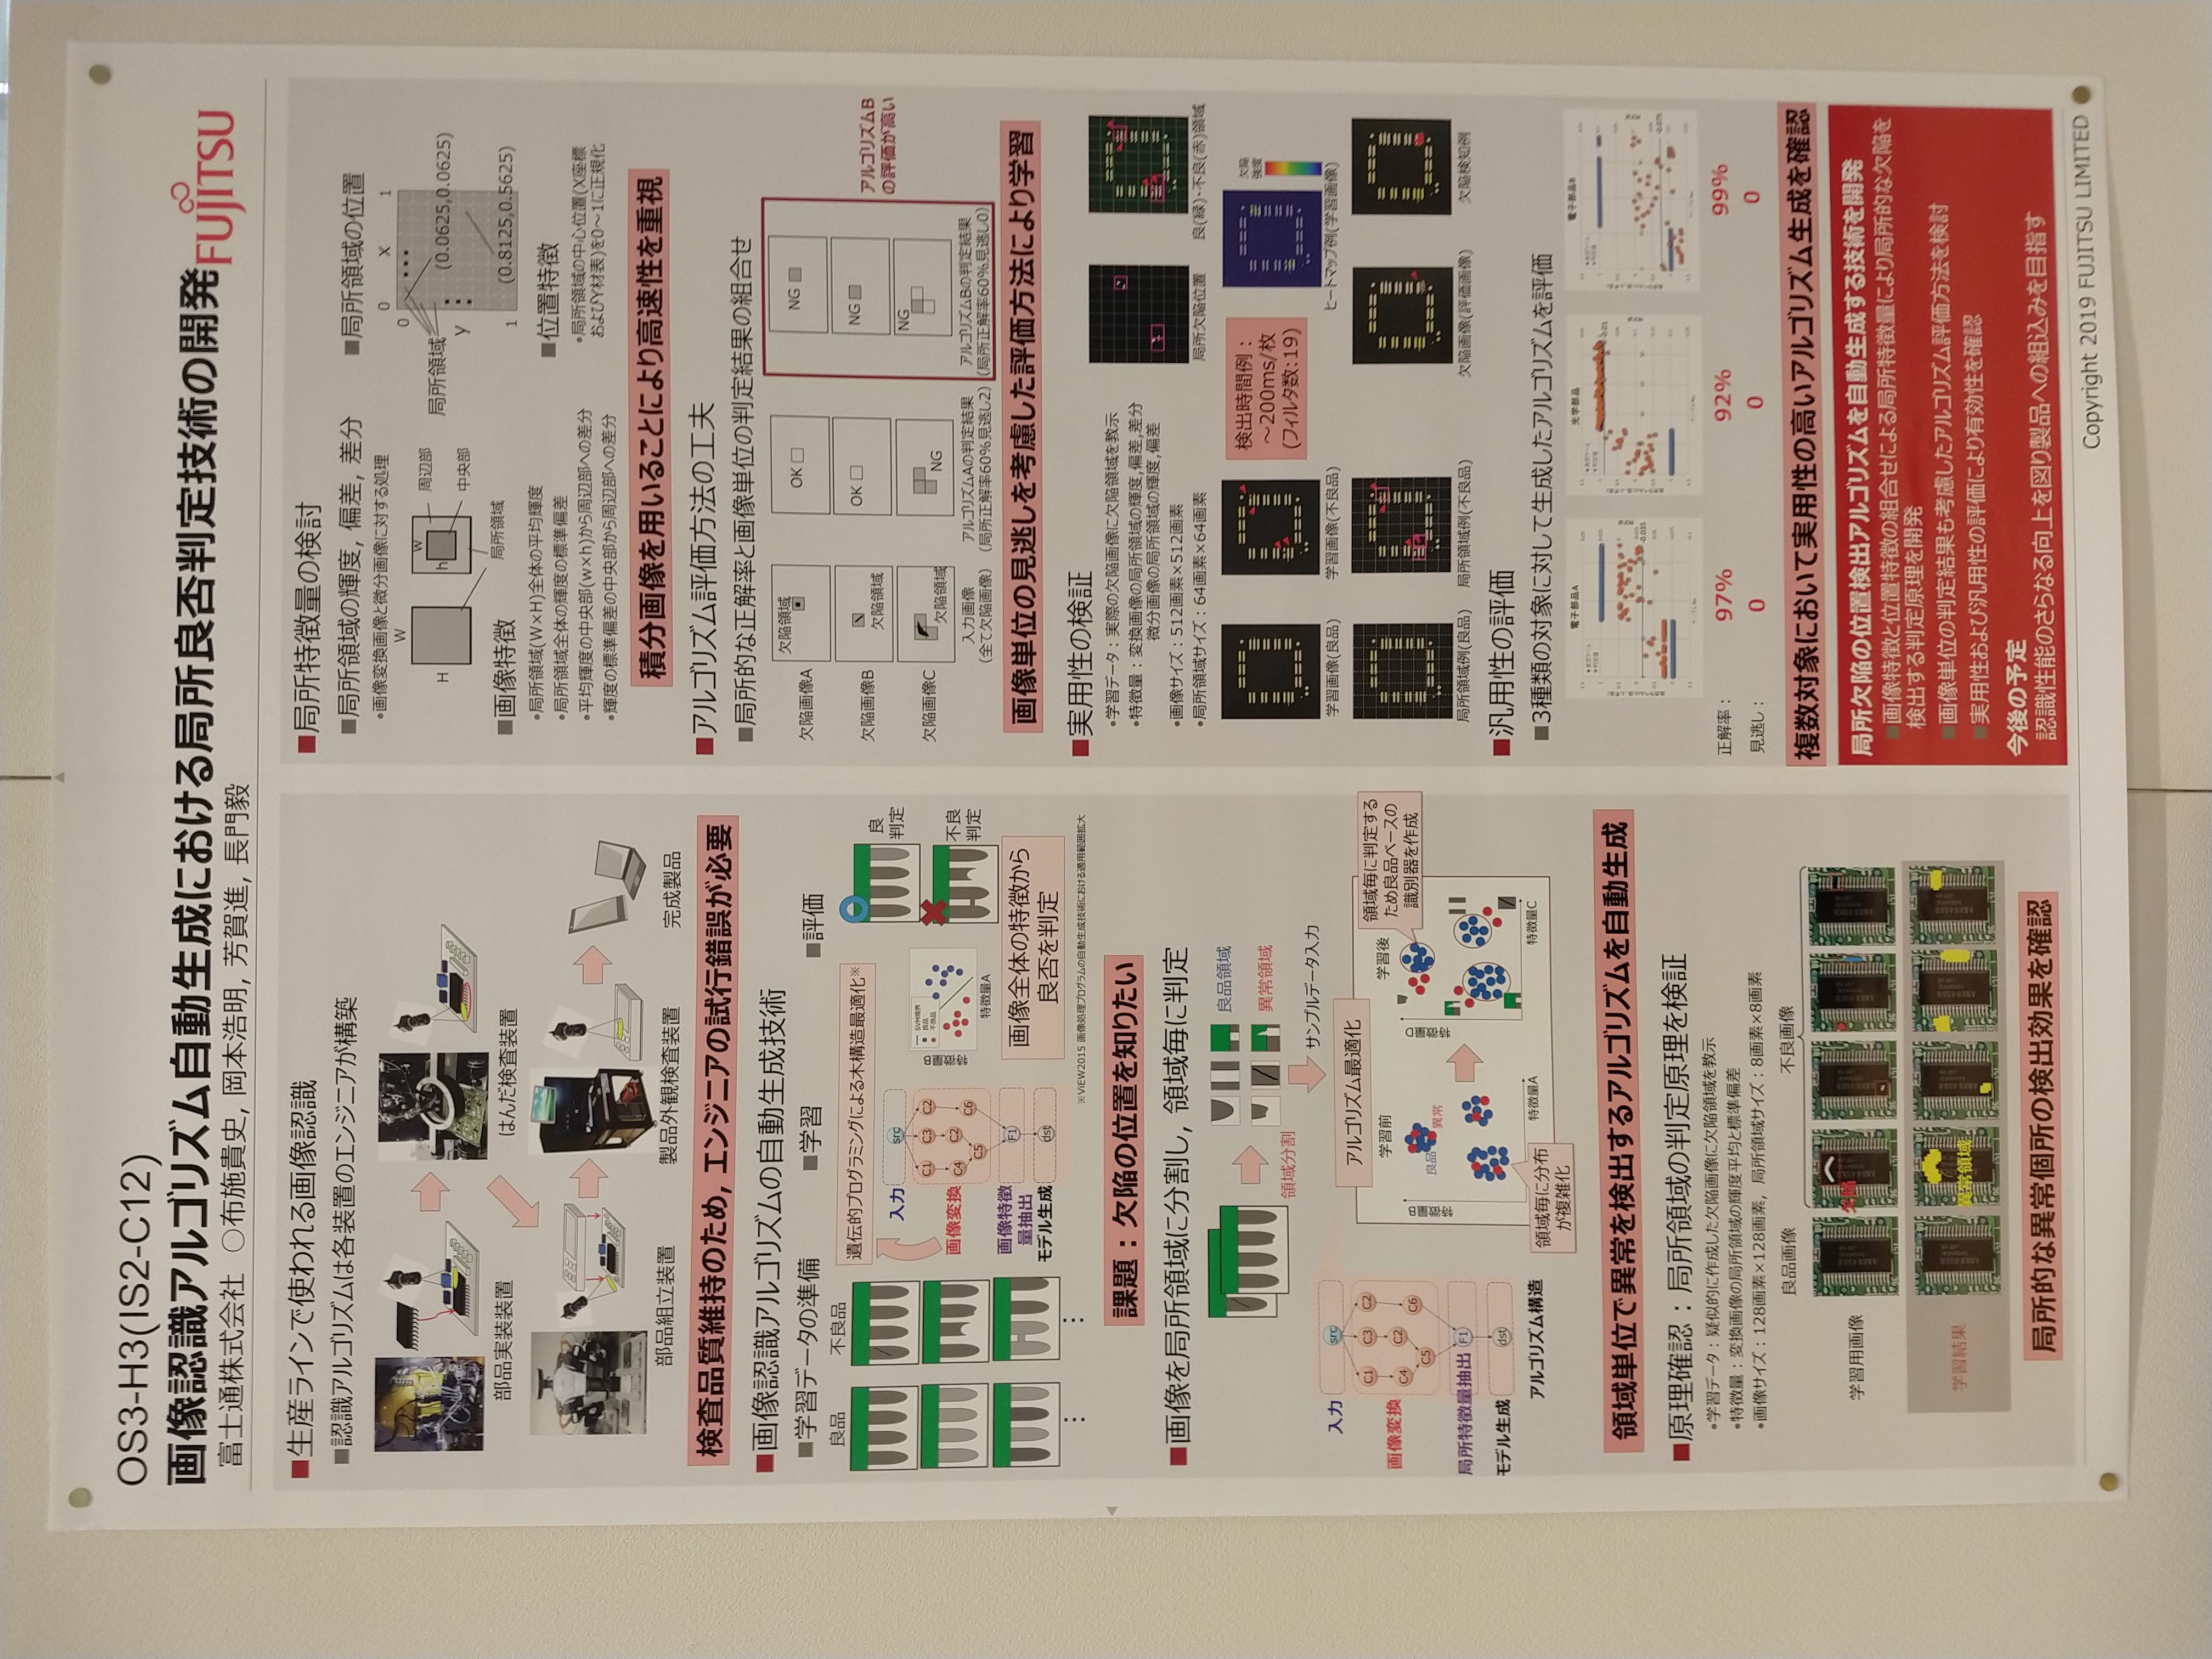 OS3-H3(IS2-C12)
画像認識アルゴリズム自動生成における局所良否判定技術の開発
FUJITSU
富士通株式会社 ○布施貴史, 岡本浩明, 芳賀進, 長門毅
■生産ラインで使われる画像認識
■認識アルゴリズムは各装置のエンジニアが構築
部品実装装置
はんだ検査装置
部品組立装置
製品外観検査装置
完成製品
検査品質維持のため, エンジニアの試行錯誤が必要
■画像認識アルゴリズムの自動生成技術
■学習データの準備
■学習
■評価
良品
不良品
遺伝的プログラミングによる木構造最適化※
入力
src
C1
C3
C2
画像変換
C4
C2
C6
C5
画像特徴
量抽出
F1
モデル生成
dst
特徴量B
SVM境界
良品
不良品
特徴量A
良
判定
不良
判定
画像全体の特徴から
良否を判定
※ViEW2015 画像処理プログラムの自動生成技術における適用範囲拡大
課題：欠陥の位置を知りたい
■画像を局所領域に分割し, 領域毎に判定
良品領域
異常領域
領域分割
サンプルデータ入力
入力
src
C1
C3
C2
画像変換
C4
C2
C6
C5
局所特徴量抽出
F1
モデル生成
dst
アルゴリズム構造
アルゴリズム最適化
学習前
特徴量B
良品
異常
特徴量A
領域毎に分布
が複雑化
学習後
特徴量D
特徴量C
領域毎に判定する
ため良品ベースの
識別器を作成
領域単位で異常を検出するアルゴリズムを自動生成
■原理確認：局所領域の判定原理を検証
•学習データ：疑似的に作成した欠陥画像に欠陥領域を教示
•特徴量：変換画像の局所領域の輝度平均と標準偏差
•画像サイズ：128画素×128画素, 局所領域サイズ：8画素×8画素
良品画像
不良画像
学習用画像
欠陥
学習結果
異常領域
局所的な異常個所の検出効果を確認
■局所特徴量の検討
■局所領域の輝度, 偏差, 差分
•画像変換画像と微分画像に対する処理
W
H
w
h
周辺部
中央部
局所領域
■局所領域の位置
0 X 1
0
局所領域
(0.0625,0.0625)
Y
(0.8125,0.5625)
1
■画像特徴
•局所領域(W×H)全体の平均輝度
•局所領域全体の輝度の標準偏差
•平均輝度の中央部(w×h)から周辺部への差分
•輝度の標準偏差の中央部から周辺部への差分
■位置特徴
•局所領域の中心位置(X座標
およびY材表)を0～1に正規化
積分画像を用いることにより高速性を重視
■アルゴリズム評価方法の工夫
■局所的な正解率と画像単位の判定結果の組合せ
欠陥画像A
欠陥領域
OK
NG
欠陥画像B
欠陥領域
OK
NG
欠陥画像C
欠陥領域
NG
NG
アルゴリズムB
の評価が高い
入力画像
(全て欠陥画像)
アルゴリズムAの判定結果
(局所正解率60%見逃し2)
アルゴリズムBの判定結果
(局所正解率60%見逃し0)
画像単位の見逃しを考慮した評価方法により学習
■実用性の検証
•学習データ：実際の欠陥画像に欠陥領域を教示
•特徴量：変換画像の局所領域の輝度,偏差,差分
微分画像の局所領域の輝度,偏差
•画像サイズ：512画素×512画素
•局所領域サイズ：64画素×64画素
局所欠陥位置
良(緑)･不良(赤)領域
学習画像(良品)
学習画像(不良品)
検出時間例：
～200ms/枚
(フィルタ数:19)
欠陥
強度
ヒートマップ例(学習画像)
局所領域例(良品)
局所領域例(不良品)
欠陥画像(評価画像)
欠陥検知例
■汎用性の評価
■3種類の対象に対して生成したアルゴリズムを評価
電子部品A
光学部品
電子部品B
正解率： 97% 92% 99%
見逃し： 0 0 0
複数対象において実用性の高いアルゴリズム生成を確認
局所欠陥の位置検出アルゴリズムを自動生成する技術を開発
■画像特徴と位置特徴の組合せによる局所特徴量により局所的な欠陥を
検出する判定原理を開発
■画像単位の判定結果も考慮したアルゴリズム評価方法を検討
■実用性および汎用性の評価により有効性を確認
今後の予定
認識性能のさらなる向上を図り製品への組込みを目指す
Copyright 2019 FUJITSU LIMITED